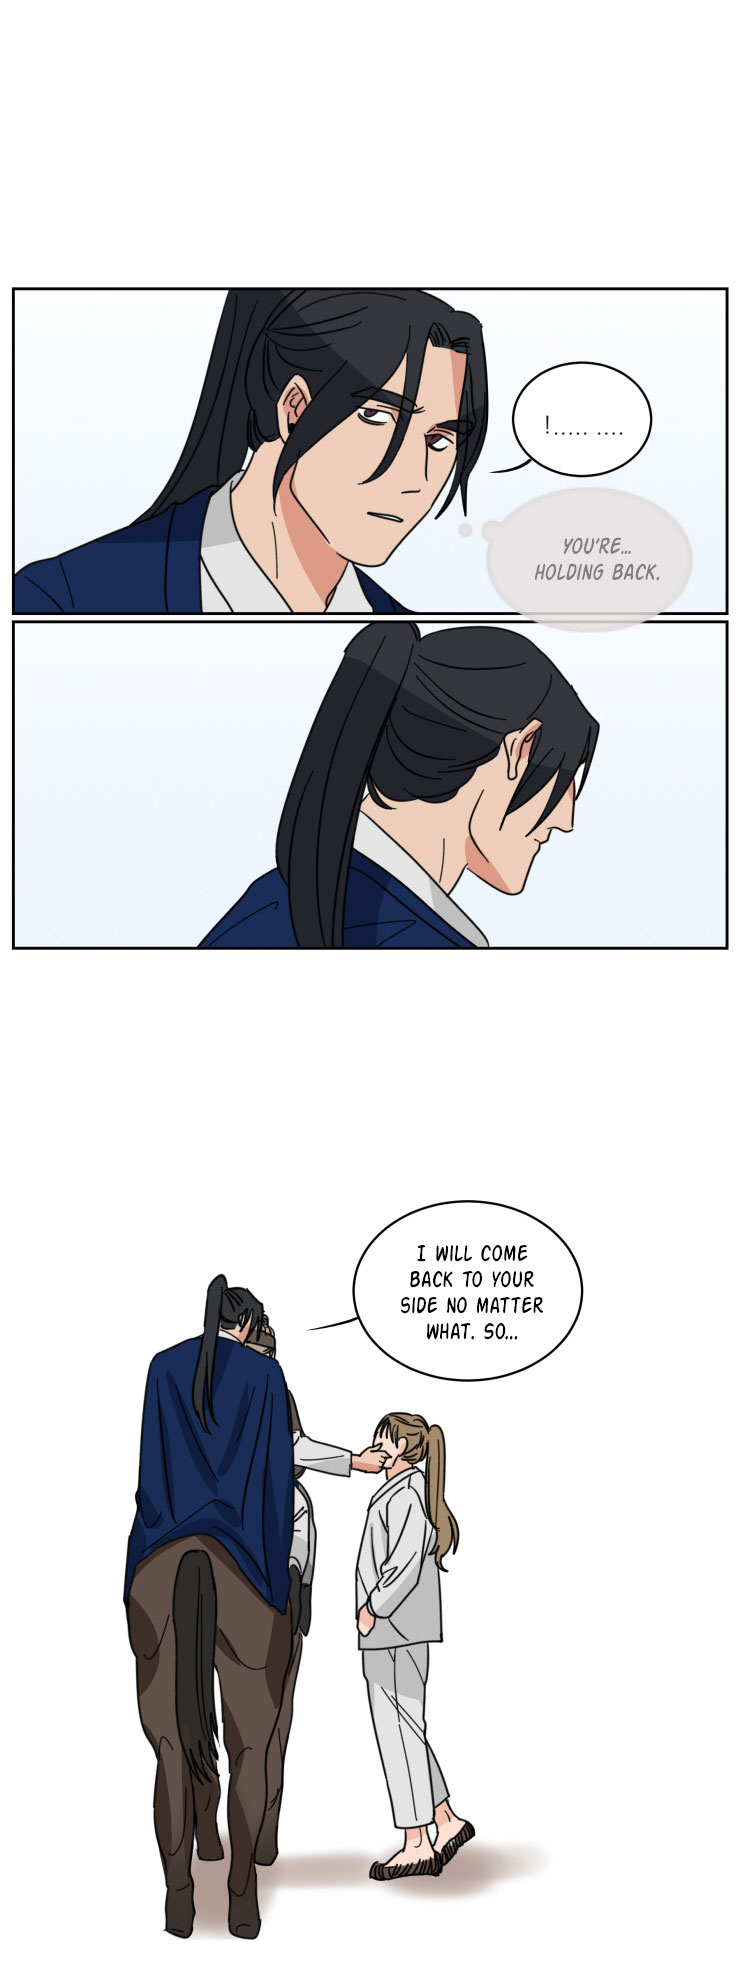 !..... ....
YOU'RE...
HOLDING BACK.
I WILL COME
BACK TO YOUR
SIDE NO MATTER
WHAT. SO...